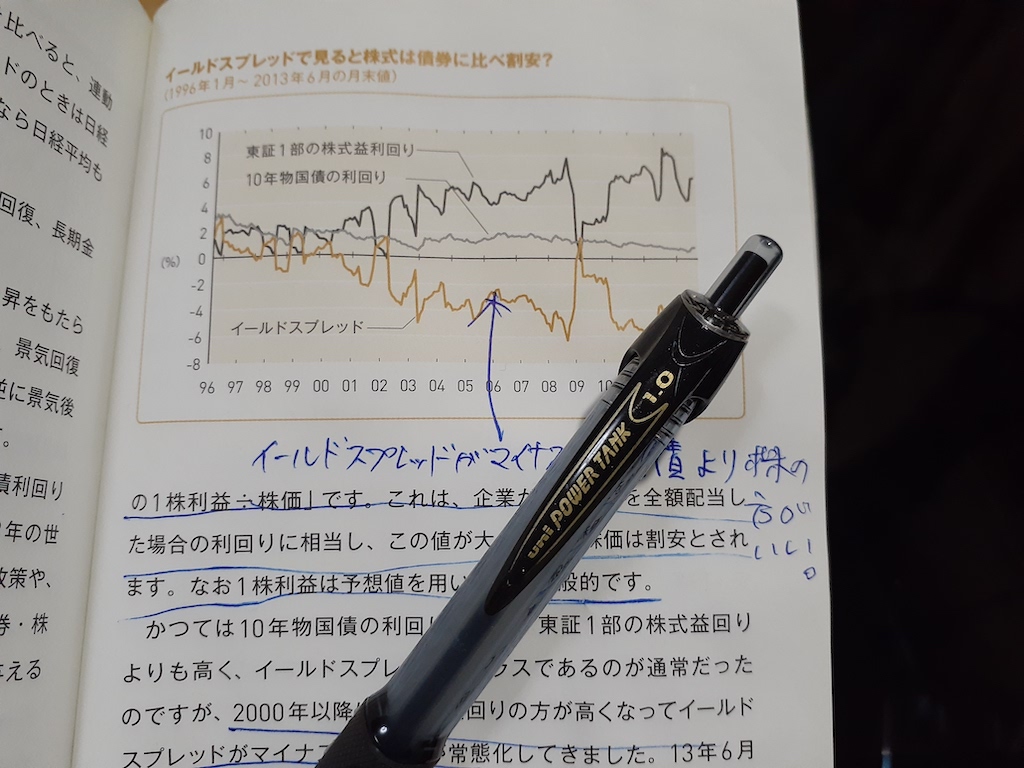 比べると、連動
ドのときは日経
なら日経平均も
回復、長期金
昇をもたら
景気回復
逆に景気後
す。
責利回り
年の世
政策や、
券・株
与える
イールドスプレッドで見ると株式は債券に比べ割安?
(1996年1月～2013年6月の月末値)
10
8
6
4
2
0
-2
-4
-6
-8
(%)
東証1部の株式益利回り
10年物国債の利回り
イールドスプレッド
96 97 98 99 00 01 02 03 04 05 06 07 08 09 10
イールドスプレッドがマイナス 債より株の
方が
いい。
の1株利益÷株価」です。これは、企業が を全額配当し
た場合の利回りに相当し、この値が大 株価は割安とされ
ます。なお1株利益は予想値を用い 般的です。
かつては10年物国債の利回り 東証1部の株式益回り
よりも高く、イールドスプレ ラスであるのが通常だった
のですが、2000年以降 回りの方が高くなってイールド
スプレッドがマイナス が常態化してきました。13年6月
uni POWER TANK 1.0